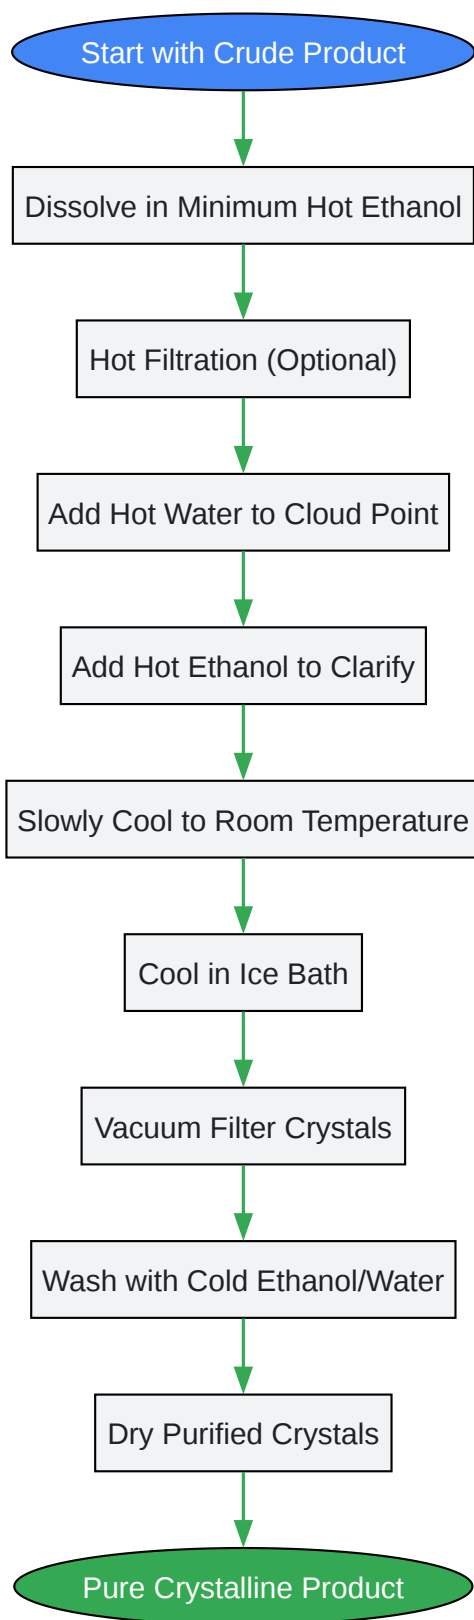 Start with Crude Product
Dissolve in Minimum Hot Ethanol
Hot Filtration (Optional)
Add Hot Water to Cloud Point
Add Hot Ethanol to Clarify
Slowly Cool to Room Temperature
Cool in Ice Bath
Vacuum Filter Crystals
Wash with Cold Ethanol/Water
Dry Purified Crystals
Pure Crystalline Product